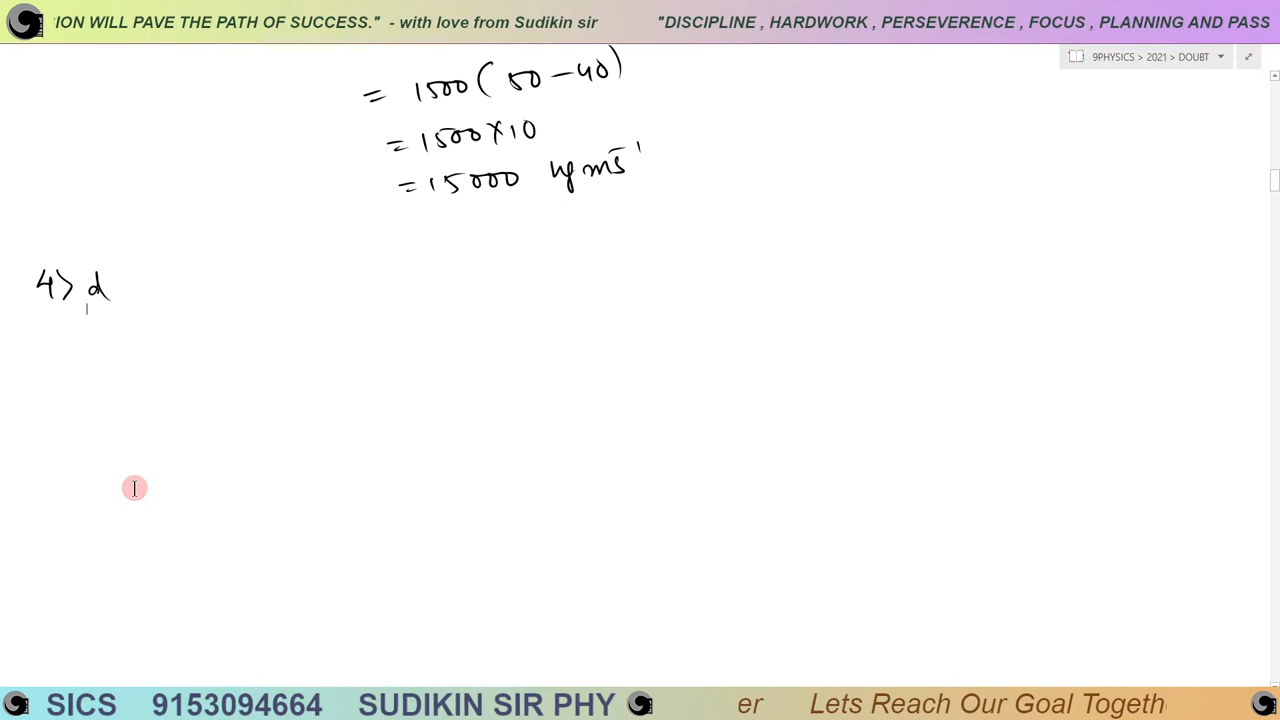 ION WILL PAVE THE PATH OF SUCCESS." - with love from Sudikin sir "DISCIPLINE , HARDWORK , PERSEVERENCE , FOCUS , PLANNING AND PASS
9PHYSICS > 2021 > DOUBT
= 1500(50-40)
= 1500×10
= 15000 kg ms⁻¹
4> d
SICS 9153094664 SUDIKIN SIR PHY er Lets Reach Our Goal Togeth